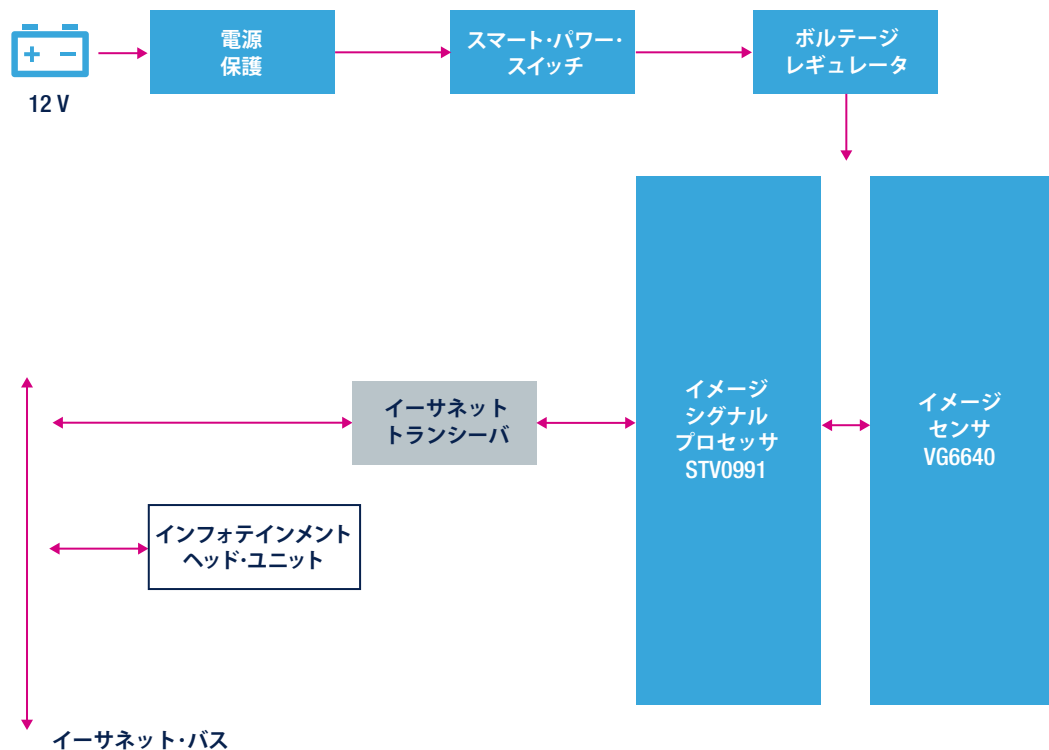 電源
保護
スマート・パワー・
スイッチ
ボルテージ
レギュレータ
12 V
イメージ
シグナル
プロセッサ
STV0991
イメージ
センサ
VG6640
イーサネット
トランシーバ
インフォテインメント
ヘッド・ユニット
イーサネット・バス